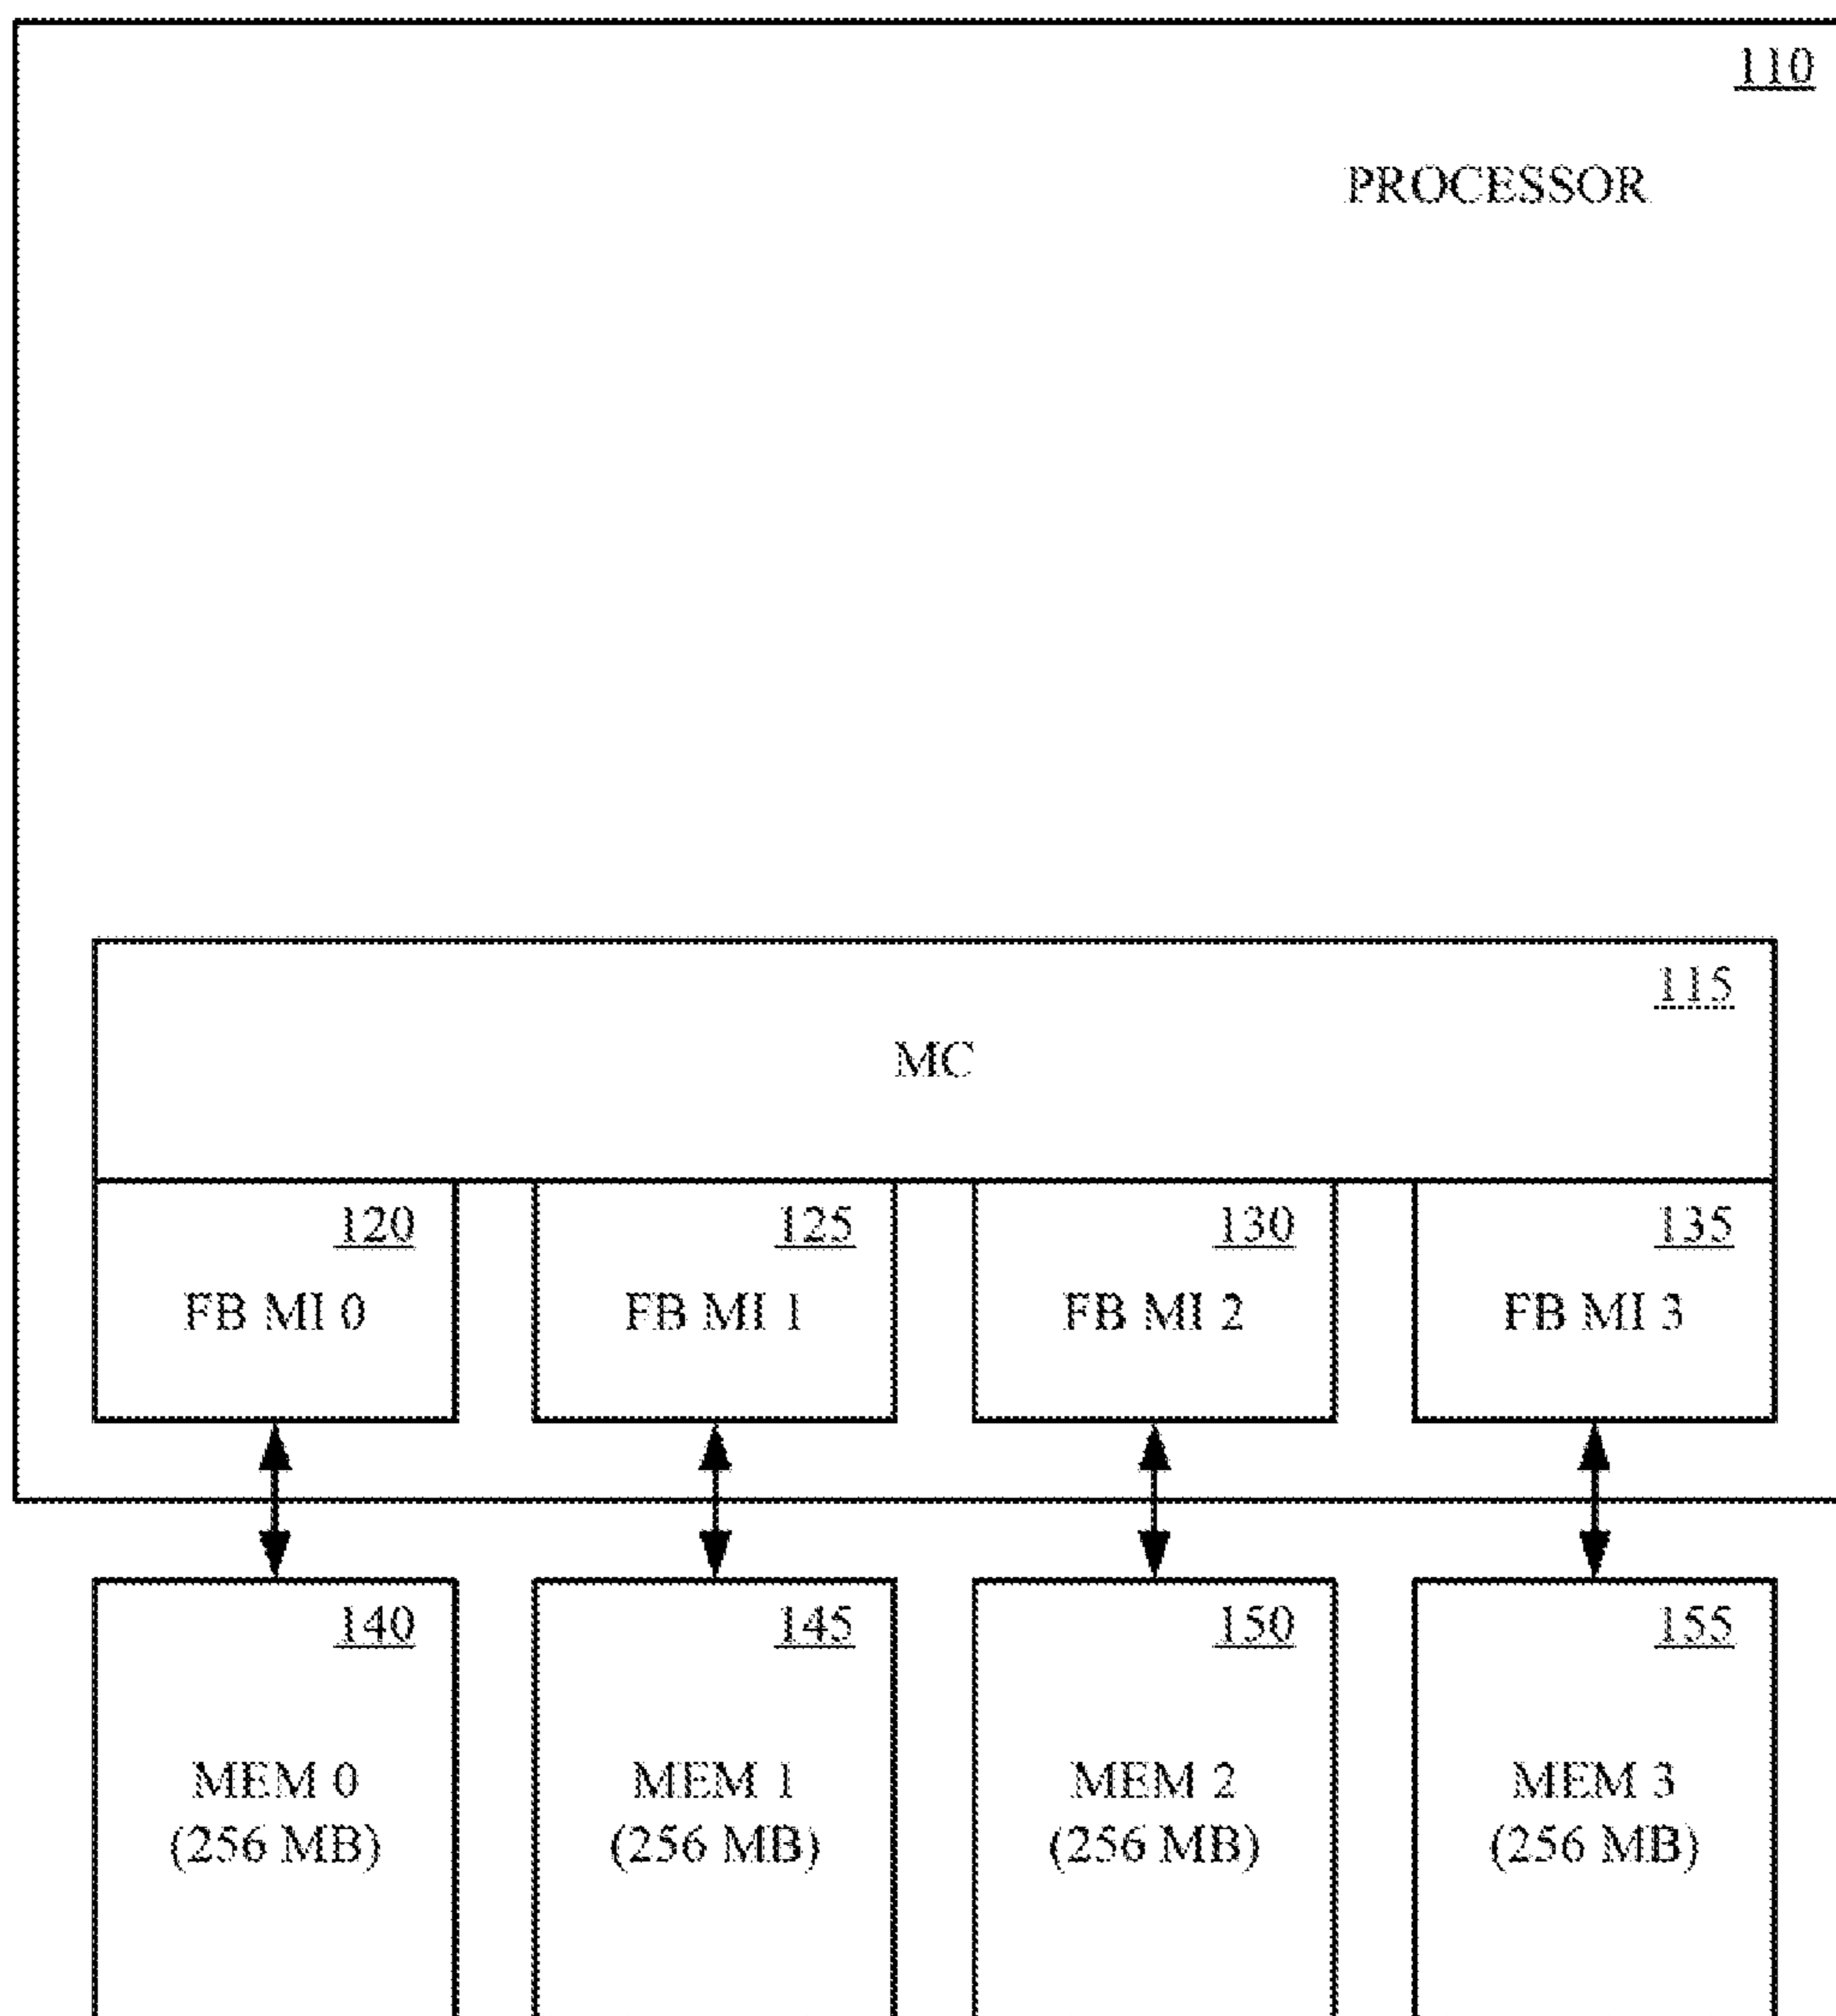 110
PROCESSOR
115
MC
120
FB MI 0
125
FB MI 1
130
FB MI 2
135
FB MI 3
140
MEM 0
(256 MB)
145
MEM 1
(256 MB)
150
MEM 2
(256 MB)
155
MEM 3
(256 MB)